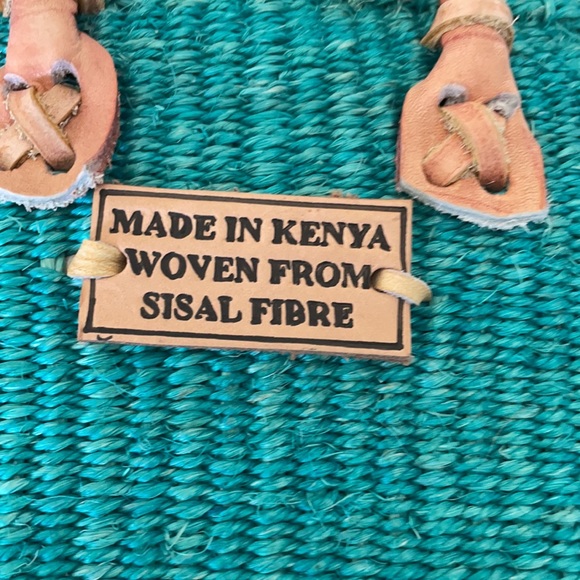 MADE IN KENYA
WOVEN FROM
SISAL FIBRE